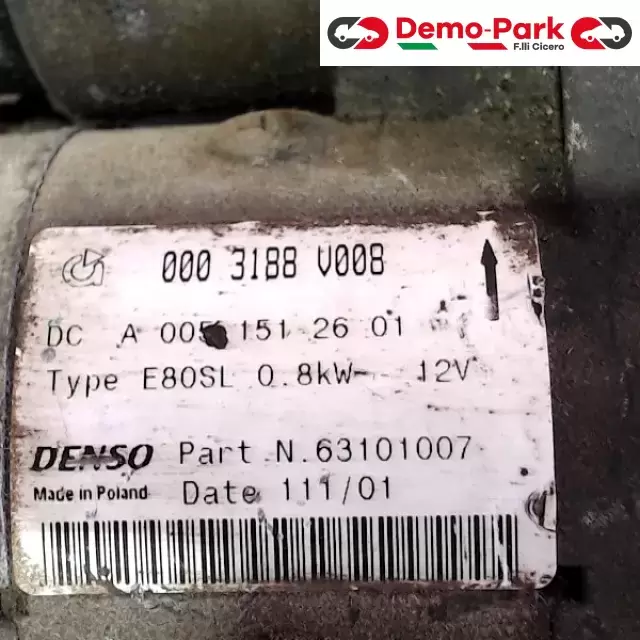 Demo-Park
F.lli Cicero
000 3188 V008
DC A 005 151 26 01
Type E80SL 0.8kW 12V
DENSO Part N.63101007
Made in Poland Date 111/01